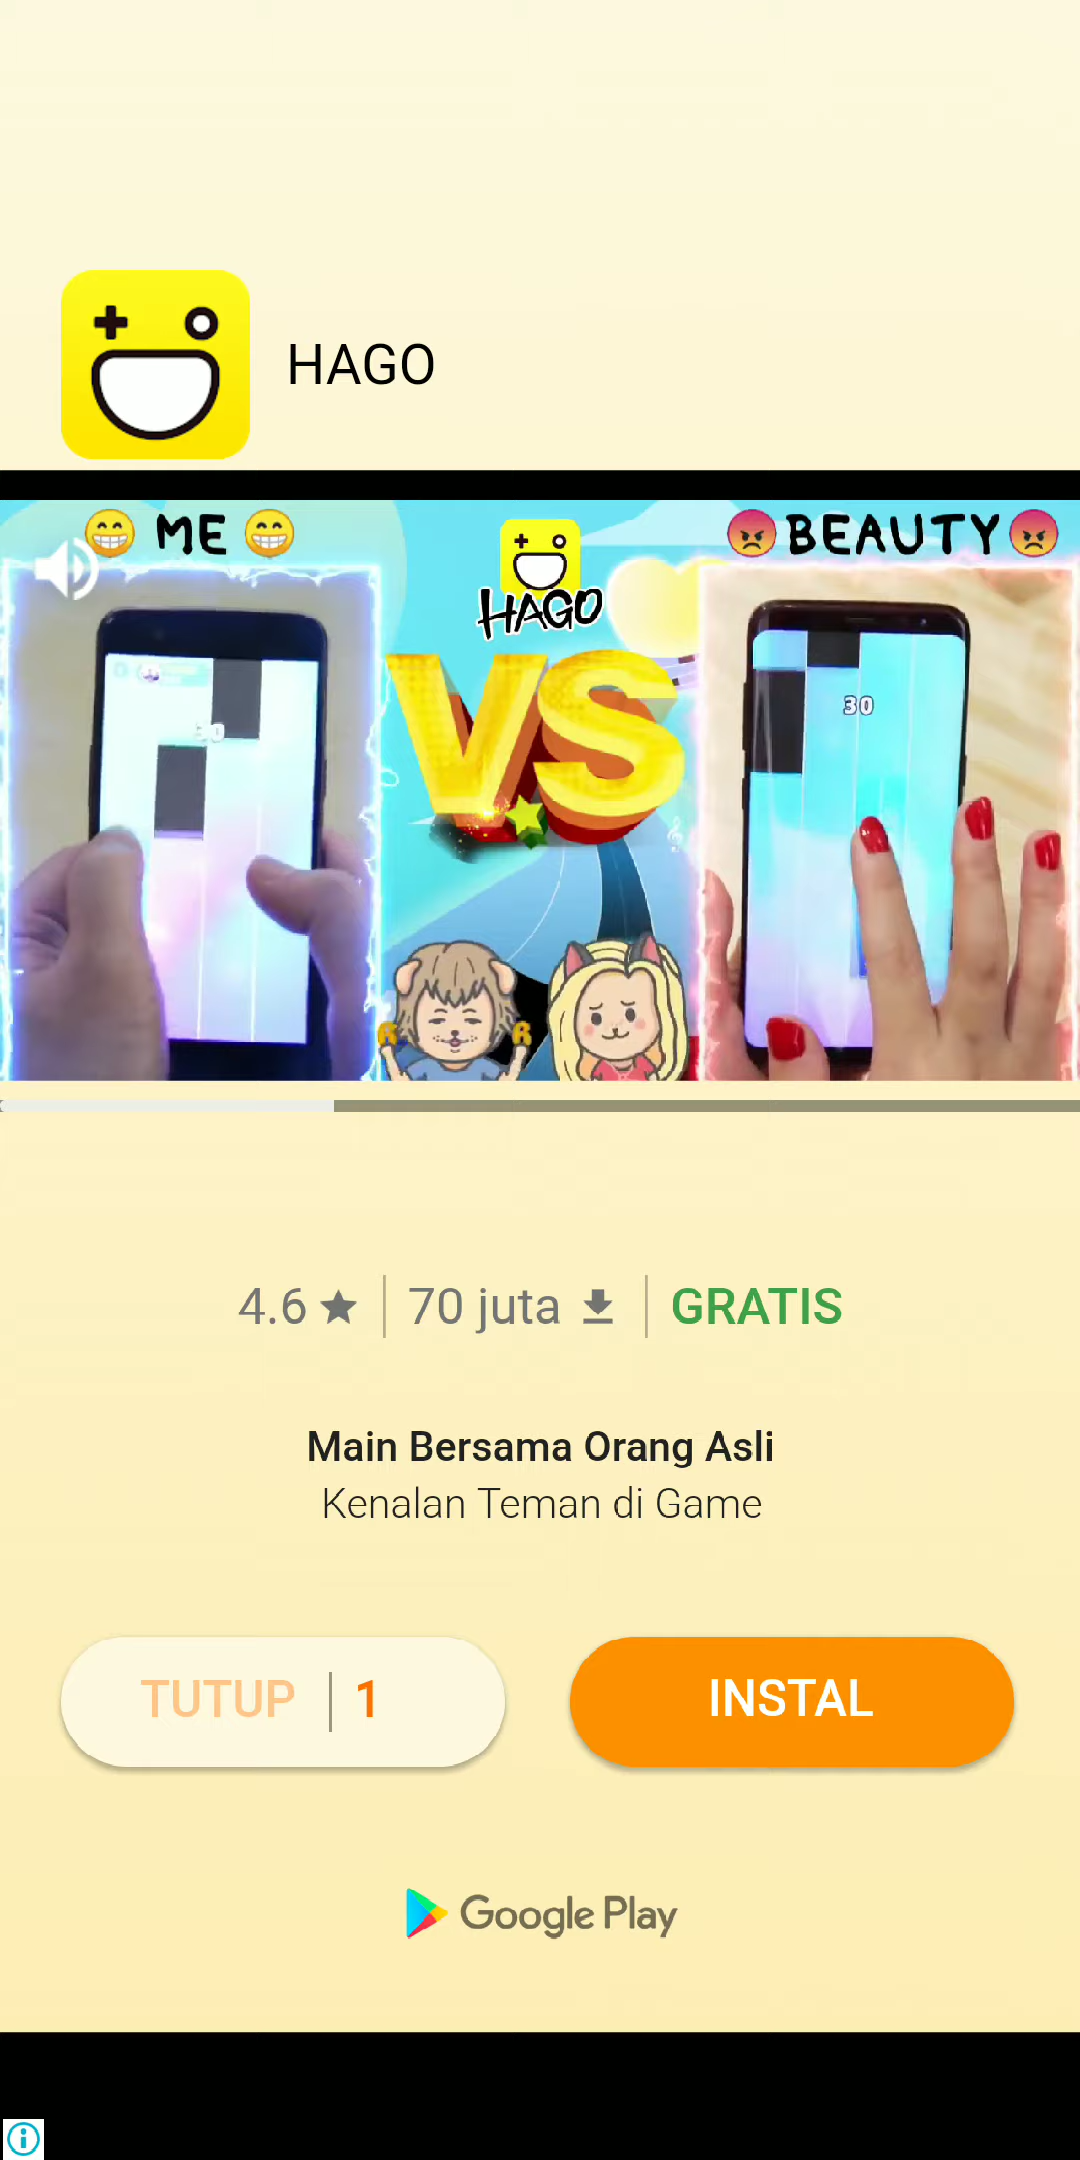 HAGO
ME
HAGO
BEAUTY
VS
30
30
4.6
70 juta
GRATIS
Main Bersama Orang Asli
Kenalan Teman di Game
TUTUP 1
INSTAL
Google Play